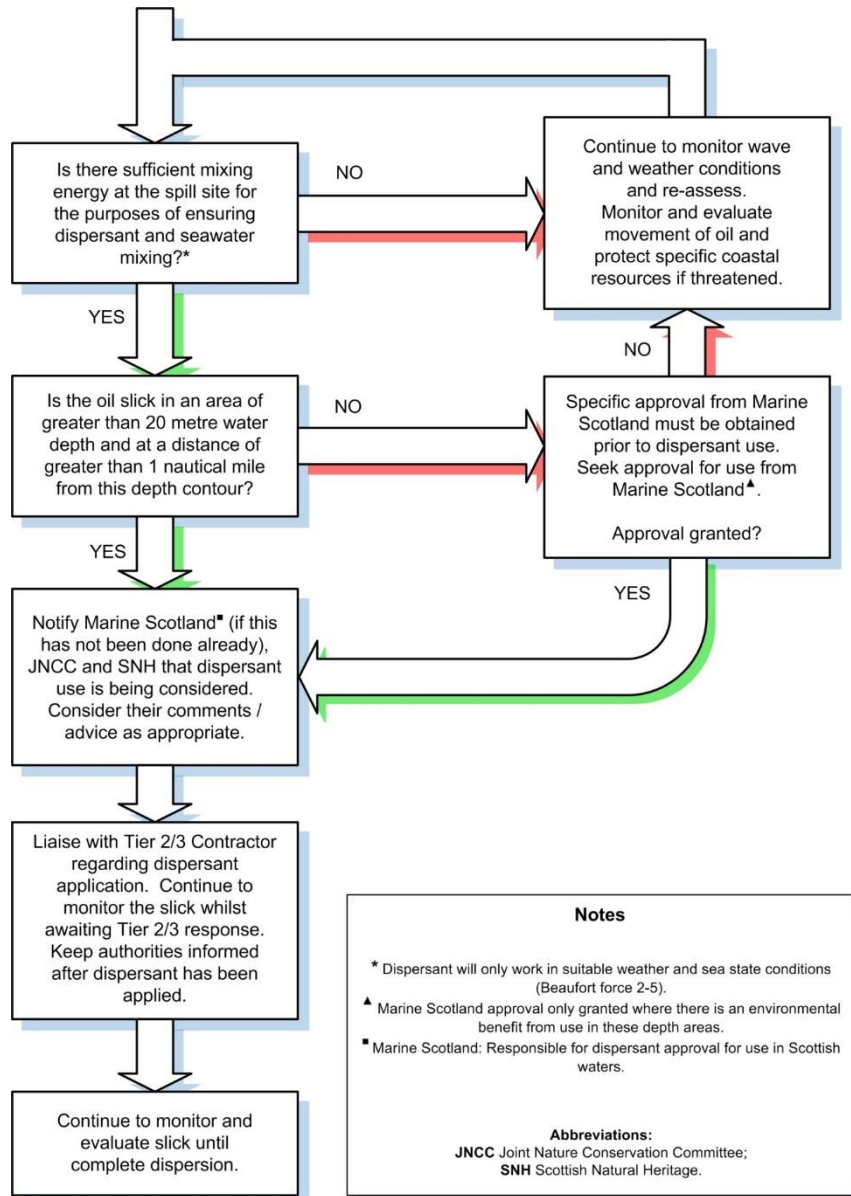 Is there sufficient mixing
energy at the spill site for
the purposes of ensuring
dispersant and seawater
mixing?*
NO
Continue to monitor wave
and weather conditions
and re-assess.
Monitor and evaluate
movement of oil and
protect specific coastal
resources if threatened.
YES
NO
Is the oil slick in an area of
greater than 20 metre water
depth and at a distance of
greater than 1 nautical mile
from this depth contour?
NO
Specific approval from Marine
Scotland must be obtained
prior to dispersant use.
Seek approval for use from
Marine Scotland▲.
Approval granted?
YES
YES
Notify Marine Scotland■ (if this
has not been done already),
JNCC and SNH that dispersant
use is being considered.
Consider their comments /
advice as appropriate.
Liaise with Tier 2/3 Contractor
regarding dispersant
application. Continue to
monitor the slick whilst
awaiting Tier 2/3 response.
Keep authorities informed
after dispersant has been
applied.
Continue to monitor and
evaluate slick until
complete dispersion.
Notes
* Dispersant will only work in suitable weather and sea state conditions
(Beaufort force 2-5).
▲ Marine Scotland approval only granted where there is an environmental
benefit from use in these depth areas.
■ Marine Scotland: Responsible for dispersant approval for use in Scottish
waters.
Abbreviations:
JNCC Joint Nature Conservation Committee;
SNH Scottish Natural Heritage.